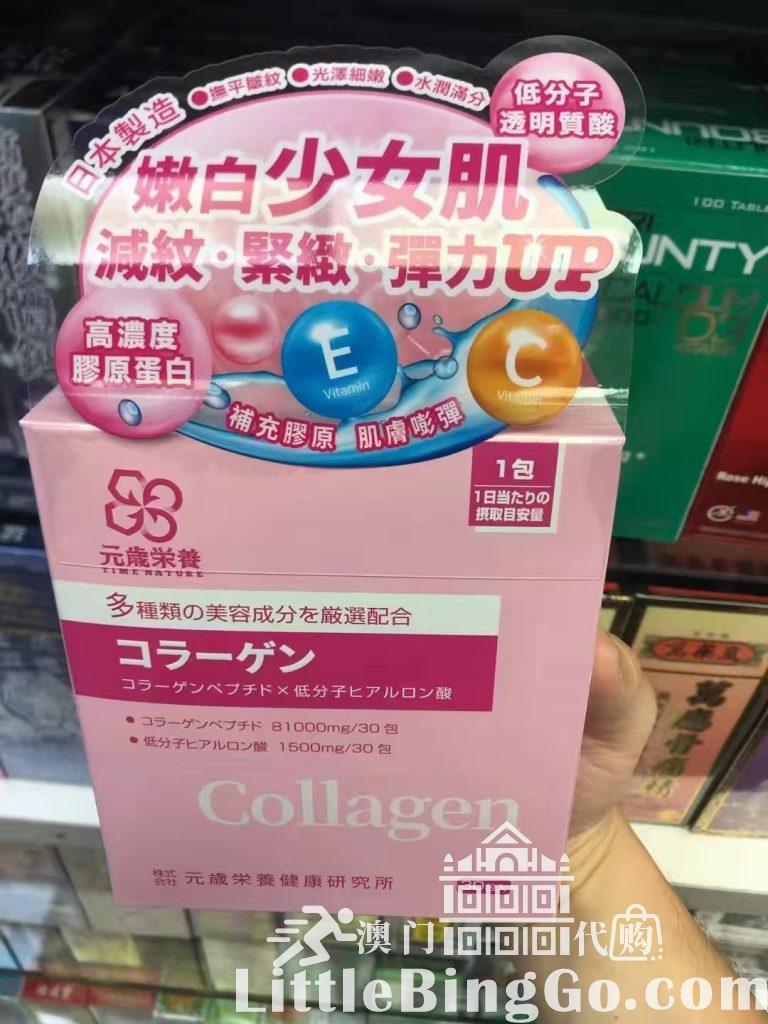 日本製造 ●撫平皺紋 ●光澤細嫩 ●水潤滿分
低分子
透明質酸
嫩白少女肌
減紋・緊緻・彈力UP
高濃度
膠原蛋白
E
Vitamin
C
Vitamin
補充膠原 肌膚嘭彈
1包
1日当たりの
摂取目安量
元歳栄養
TIME NATURE
多種類の美容成分を厳選配合
コラーゲン
コラーゲンペプチド×低分子ヒアルロン酸
●コラーゲンペプチド 81000mg/30包
●低分子ヒアルロン酸 1500mg/30包
Collagen
株式
会社 元歳栄養健康研究所
100 TABLE
UNTY
Rose Hip
澳门代购
LittleBingGo.com